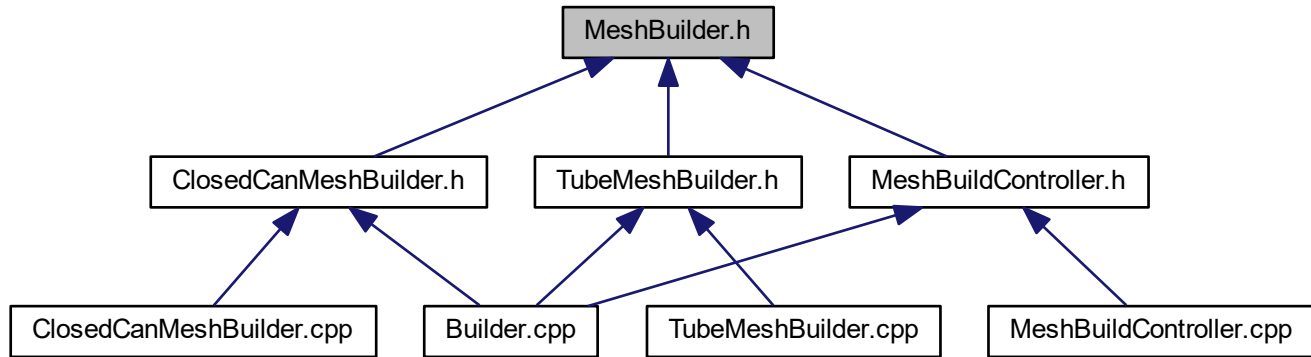 MeshBuilder.h
ClosedCanMeshBuilder.h
TubeMeshBuilder.h
MeshBuildController.h
ClosedCanMeshBuilder.cpp
Builder.cpp
TubeMeshBuilder.cpp
MeshBuildController.cpp